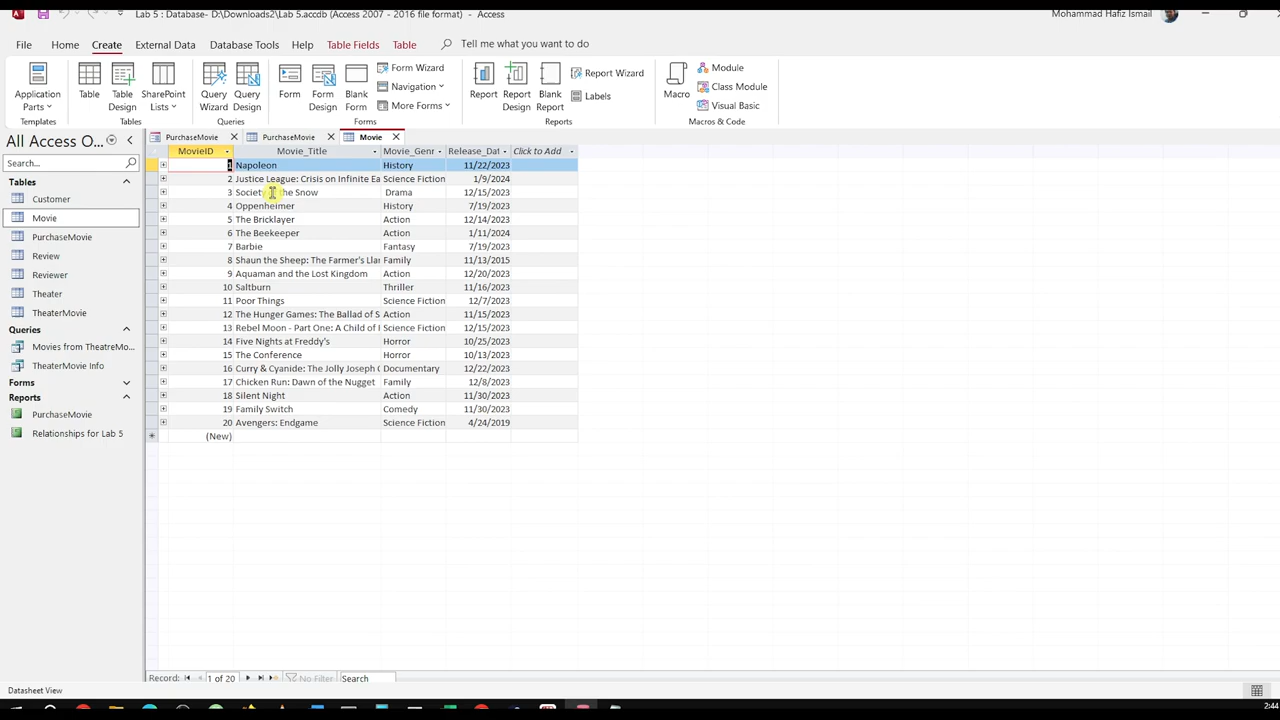 Lab 5 : Database- D:\Downloads2\Lab 5.accdb (Access 2007 - 2016 file format) - Access
Mohammad Hafiz Ismail
File Home Create External Data Database Tools Help Table Fields Table Tell me what you want to do
Application Parts
Templates
Table
Table Design
SharePoint Lists
Tables
Query Wizard
Query Design
Queries
Form
Form Design
Blank Form
Form Wizard
Navigation
More Forms
Forms
Report
Report Design
Blank Report
Report Wizard
Labels
Reports
Macro
Module
Class Module
Visual Basic
Macros & Code
All Access O...
Search...
Tables
Customer
Movie
PurchaseMovie
Review
Reviewer
Theater
TheaterMovie
Queries
Movies from TheatreMo...
TheaterMovie Info
Forms
Reports
PurchaseMovie
Relationships for Lab 5
PurchaseMovie PurchaseMovie Movie
MovieID Movie_Title Movie_Genr Release_Dat Click to Add
1 Napoleon History 11/22/2023
2 Justice League: Crisis on Infinite Ea Science Fiction 1/9/2024
3 Society the Snow Drama 12/15/2023
4 Oppenheimer History 7/19/2023
5 The Bricklayer Action 12/14/2023
6 The Beekeeper Action 1/11/2024
7 Barbie Fantasy 7/19/2023
8 Shaun the Sheep: The Farmer's Llar Family 11/13/2015
9 Aquaman and the Lost Kingdom Action 12/20/2023
10 Saltburn Thriller 11/16/2023
11 Poor Things Science Fiction 12/7/2023
12 The Hunger Games: The Ballad of S Action 11/15/2023
13 Rebel Moon - Part One: A Child of Science Fiction 12/15/2023
14 Five Nights at Freddy's Horror 10/25/2023
15 The Conference Horror 10/13/2023
16 Curry & Cyanide: The Jolly Joseph C Documentary 12/22/2023
17 Chicken Run: Dawn of the Nugget Family 12/8/2023
18 Silent Night Action 11/30/2023
19 Family Switch Comedy 11/30/2023
20 Avengers: Endgame Science Fiction 4/24/2019
(New)
Record: 1 of 20 No Filter Search
Datasheet View
2:44